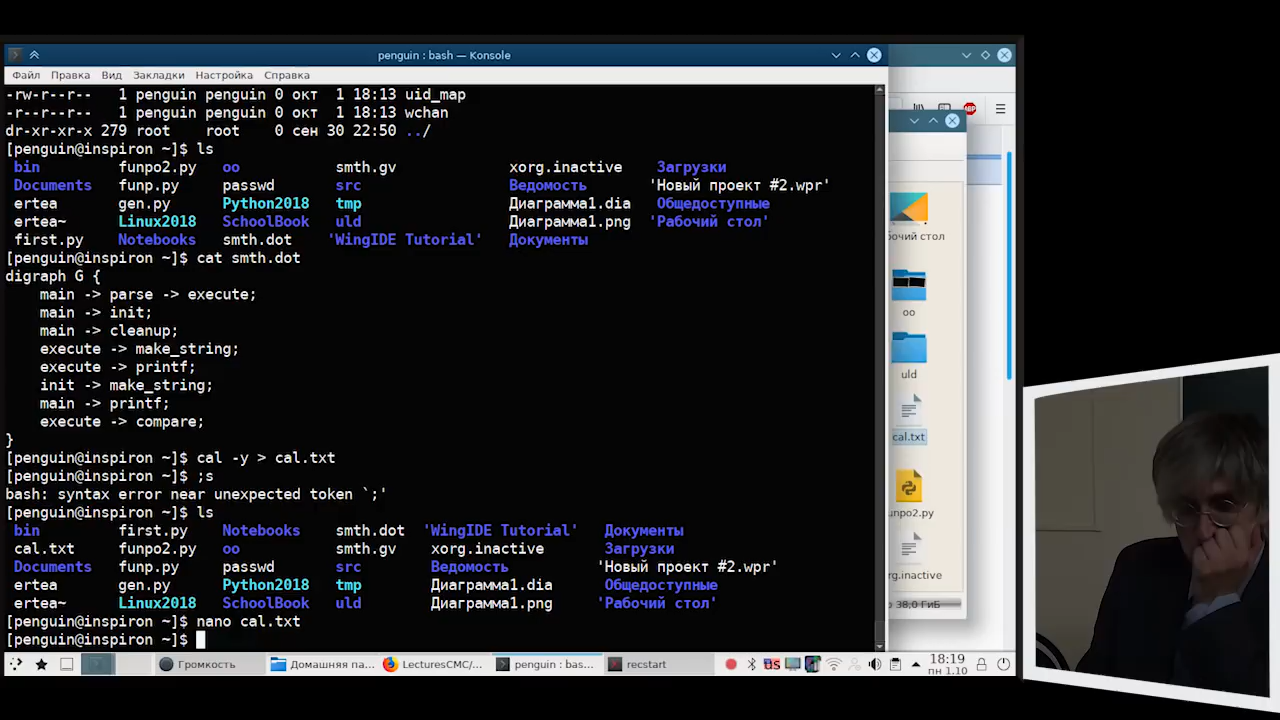 penguin : bash — Konsole
Файл Правка Вид Закладки Настройка Справка
-rw-r--r-- 1 penguin penguin 0 окт 1 18:13 uid_map
-r--r--r-- 1 penguin penguin 0 окт 1 18:13 wchan
dr-xr-xr-x 279 root root 0 сен 30 22:50 ../
[penguin@inspiron ~]$ ls
bin funpo2.py oo smth.gv xorg.inactive Загрузки
Documents funp.py passwd src Ведомость 'Новый проект #2.wpr'
ertea gen.py Python2018 tmp Диаграмма1.dia Общедоступные
ertea~ Linux2018 SchoolBook uld Диаграмма1.png 'Рабочий стол'
first.py Notebooks smth.dot 'WingIDE Tutorial' Документы
[penguin@inspiron ~]$ cat smth.dot
digraph G {
main -> parse -> execute;
main -> init;
main -> cleanup;
execute -> make_string;
execute -> printf;
init -> make_string;
main -> printf;
execute -> compare;
}
[penguin@inspiron ~]$ cal -y > cal.txt
[penguin@inspiron ~]$ ;s
bash: syntax error near unexpected token `;'
[penguin@inspiron ~]$ ls
bin first.py Notebooks smth.dot 'WingIDE Tutorial' Документы
cal.txt funpo2.py oo smth.gv xorg.inactive Загрузки
Documents funp.py passwd src Ведомость 'Новый проект #2.wpr'
ertea gen.py Python2018 tmp Диаграмма1.dia Общедоступные
ertea~ Linux2018 SchoolBook uld Диаграмма1.png 'Рабочий стол'
[penguin@inspiron ~]$ nano cal.txt
[penguin@inspiron ~]$
ABP
бочий стол
oo
uld
cal.txt
unpo2.py
rg.inactive
о 38,0 ГиБ
Громкость Домашняя па... LecturesCMC/... penguin : bas... recstart US 18:19
пн 1.10